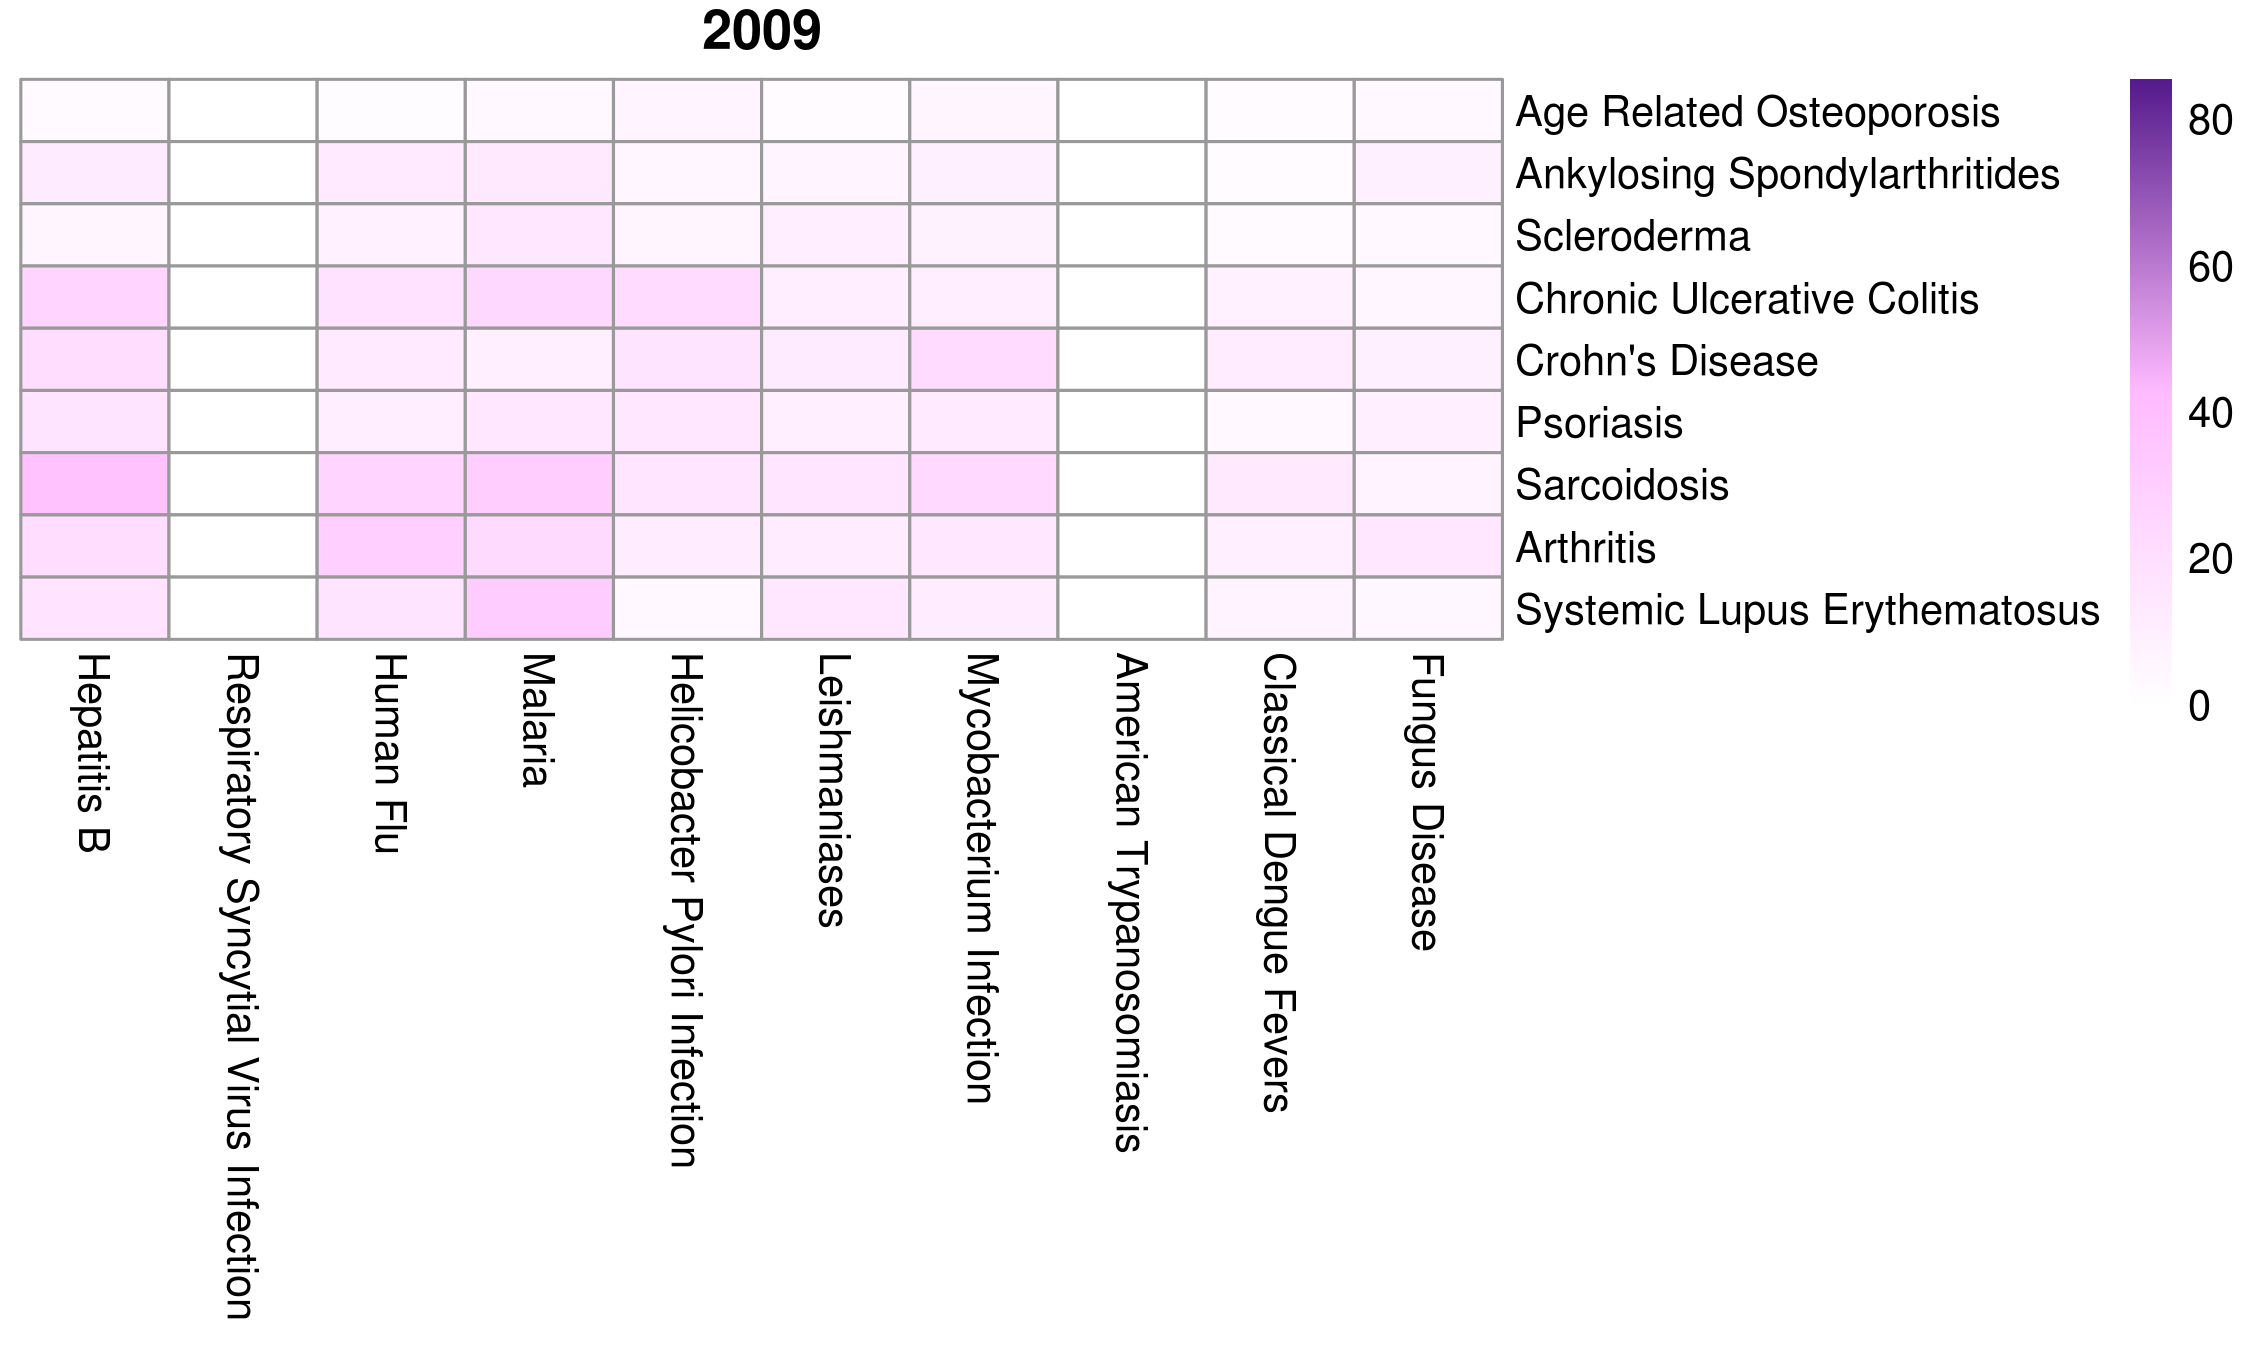 2009
Age Related Osteoporosis
Ankylosing Spondylarthritides
Scleroderma
Chronic Ulcerative Colitis
Crohn's Disease
Psoriasis
Sarcoidosis
Arthritis
Systemic Lupus Erythematosus
80
60
40
20
0
Hepatitis B
Respiratory Syncytial Virus Infection
Human Flu
Malaria
Helicobacter Pylori Infection
Leishmaniases
Mycobacterium Infection
American Trypanosomiasis
Classical Dengue Fevers
Fungus Disease